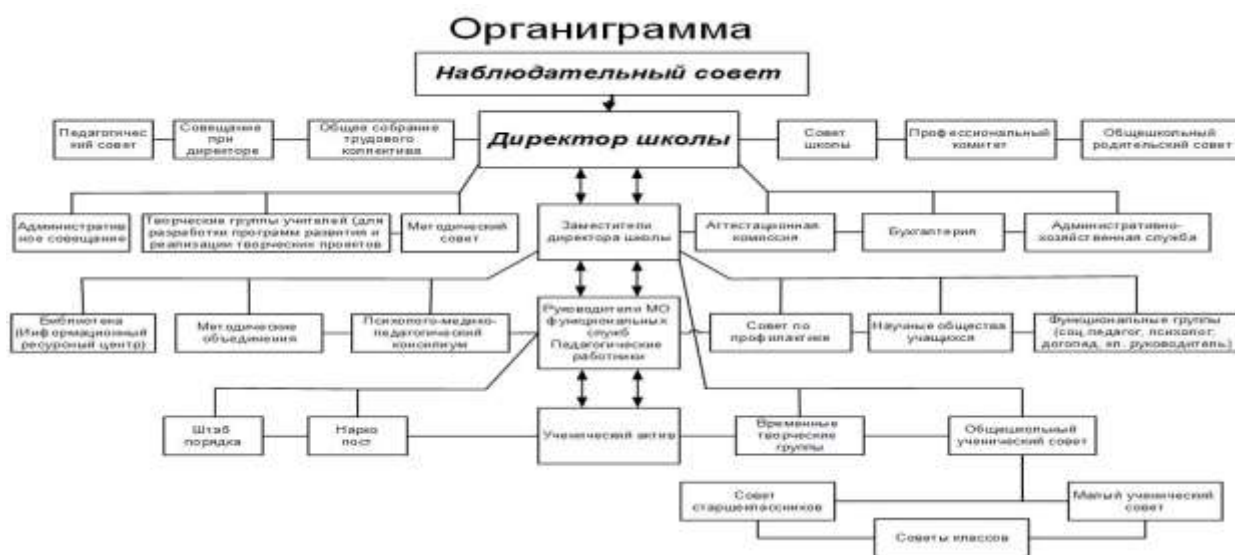 Органиграмма
Наблюдательный совет
Директор школы
Педагогичес
кий совет
Совещание
при
директоре
Общее собрание
трудового
коллектива
Совет
школы
Профессиональный
комитет
Общешкольный
родительский совет
Административ
ное совещание
Творческие группы учителей (для
разработки программ развития и
реализации творческих проектов
Методический
совет
Заместители
директора школы
Аттестационная
комиссия
Бухгалтерия
Административно-
хозяйственная служба
Библиотека
(Информационный
ресурсный центр)
Методические
объединения
Психолого-медико-
педагогический
консилиум
Руководители МО
функциональных
служб
Педагогические
работники
Совет по
профилактике
Научные общества
учащихся
Функциональные группы
(соц.педагог, психолог,
логопед, кл. руководитель)
Штаб
порядка
Нарко
пост
Ученический актив
Временные
творческие
группы
Общешкольный
ученический совет
Совет
старшеклассников
Малый ученический
совет
Советы классов